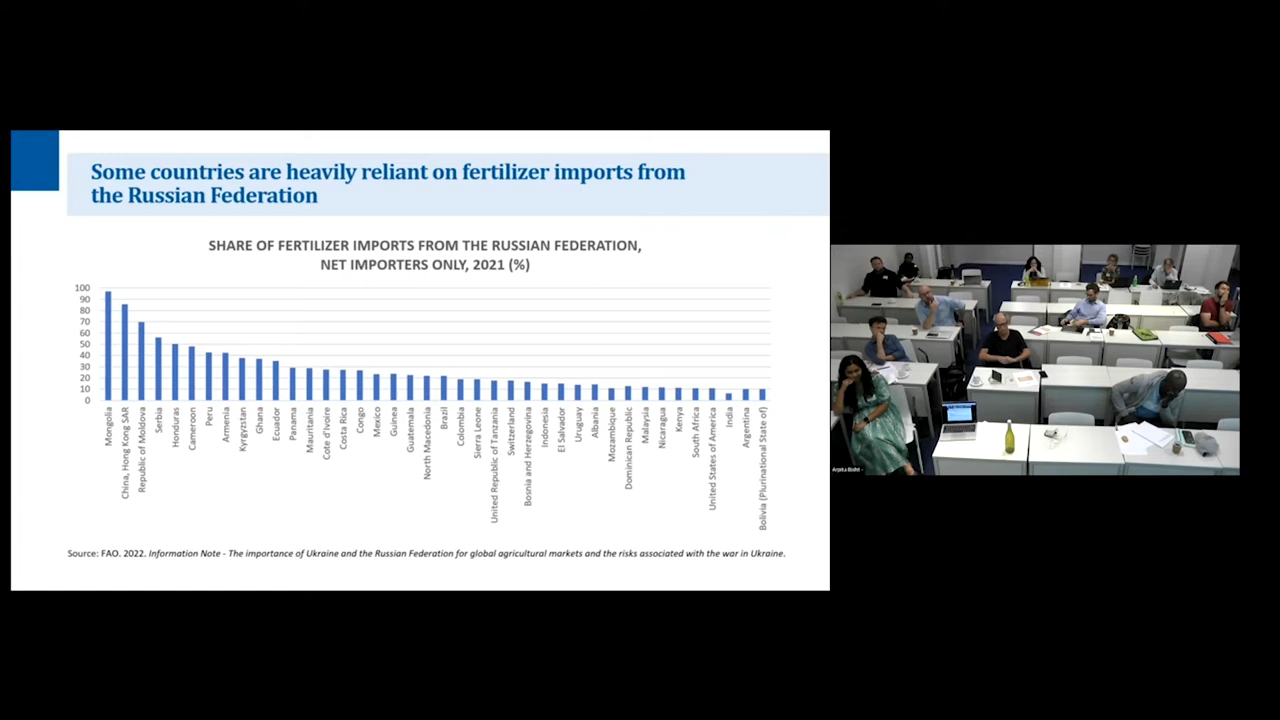 Some countries are heavily reliant on fertilizer imports from
the Russian Federation
SHARE OF FERTILIZER IMPORTS FROM THE RUSSIAN FEDERATION,
NET IMPORTERS ONLY, 2021 (%)
100
90
80
70
60
50
40
30
20
10
0
Mongolia
China, Hong Kong SAR
Republic of Moldova
Serbia
Honduras
Cameroon
Peru
Armenia
Kyrgyzstan
Ghana
Ecuador
Panama
Mauritania
Cote d'Ivoire
Costa Rica
Congo
Mexico
Guinea
Guatemala
North Macedonia
Brazil
Colombia
Sierra Leone
United Republic of Tanzania
Switzerland
Bosnia and Herzegovina
Indonesia
El Salvador
Uruguay
Albania
Mozambique
Dominican Republic
Malaysia
Nicaragua
Kenya
South Africa
United States of America
India
Argentina
Bolivia (Plurinational State of)
Source: FAO. 2022. Information Note - The importance of Ukraine and the Russian Federation for global agricultural markets and the risks associated with the war in Ukraine.
Arpita Bisht -